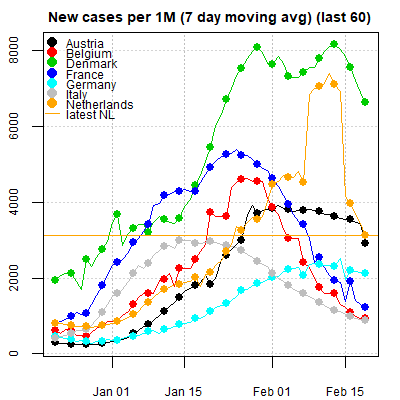 New cases per 1M (7 day moving avg) (last 60)
Austria
Belgium
Denmark
France
Germany
Italy
Netherlands
latest NL
8000
6000
4000
2000
0
Jan 01 Jan 15 Feb 01 Feb 15